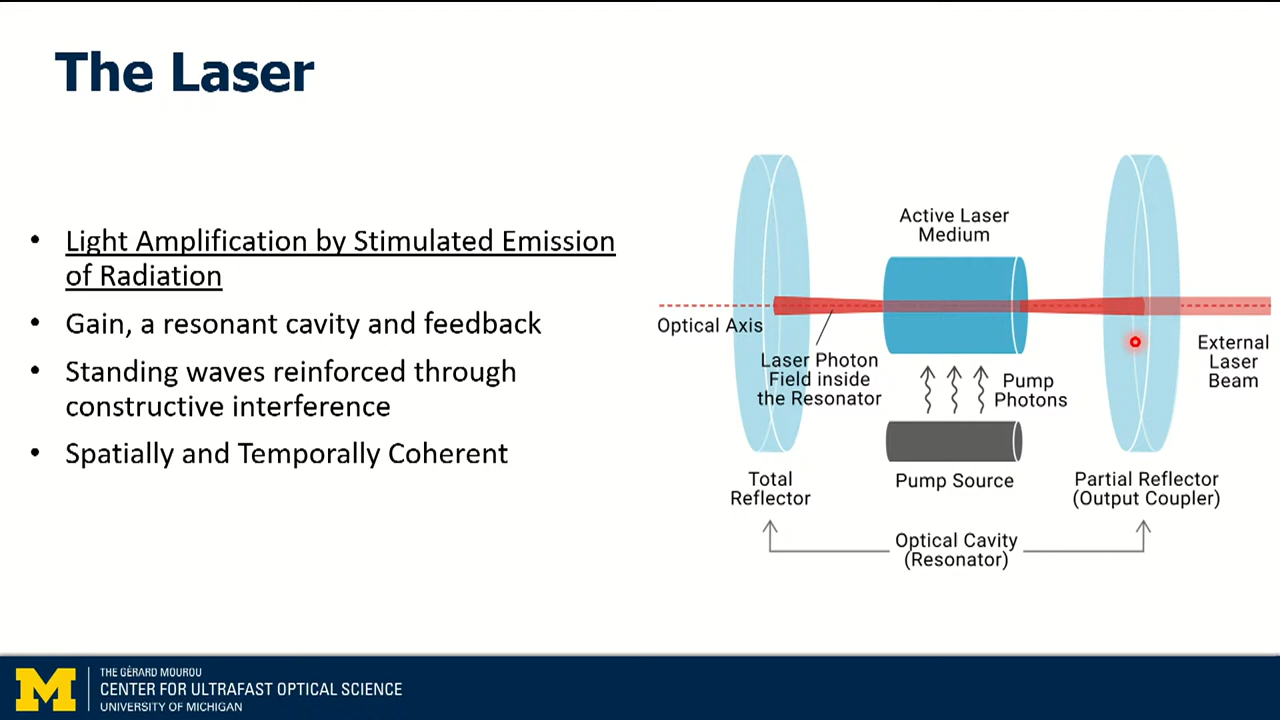 The Laser
• Light Amplification by Stimulated Emission
of Radiation
• Gain, a resonant cavity and feedback
• Standing waves reinforced through
constructive interference
• Spatially and Temporally Coherent
Active Laser
Medium
Optical Axis
Laser Photon
Field inside
the Resonator
Pump
Photons
External
Laser
Beam
Total
Reflector
Pump Source
Partial Reflector
(Output Coupler)
Optical Cavity
(Resonator)
M
THE GÉRARD MOUROU
CENTER FOR ULTRAFAST OPTICAL SCIENCE
UNIVERSITY OF MICHIGAN